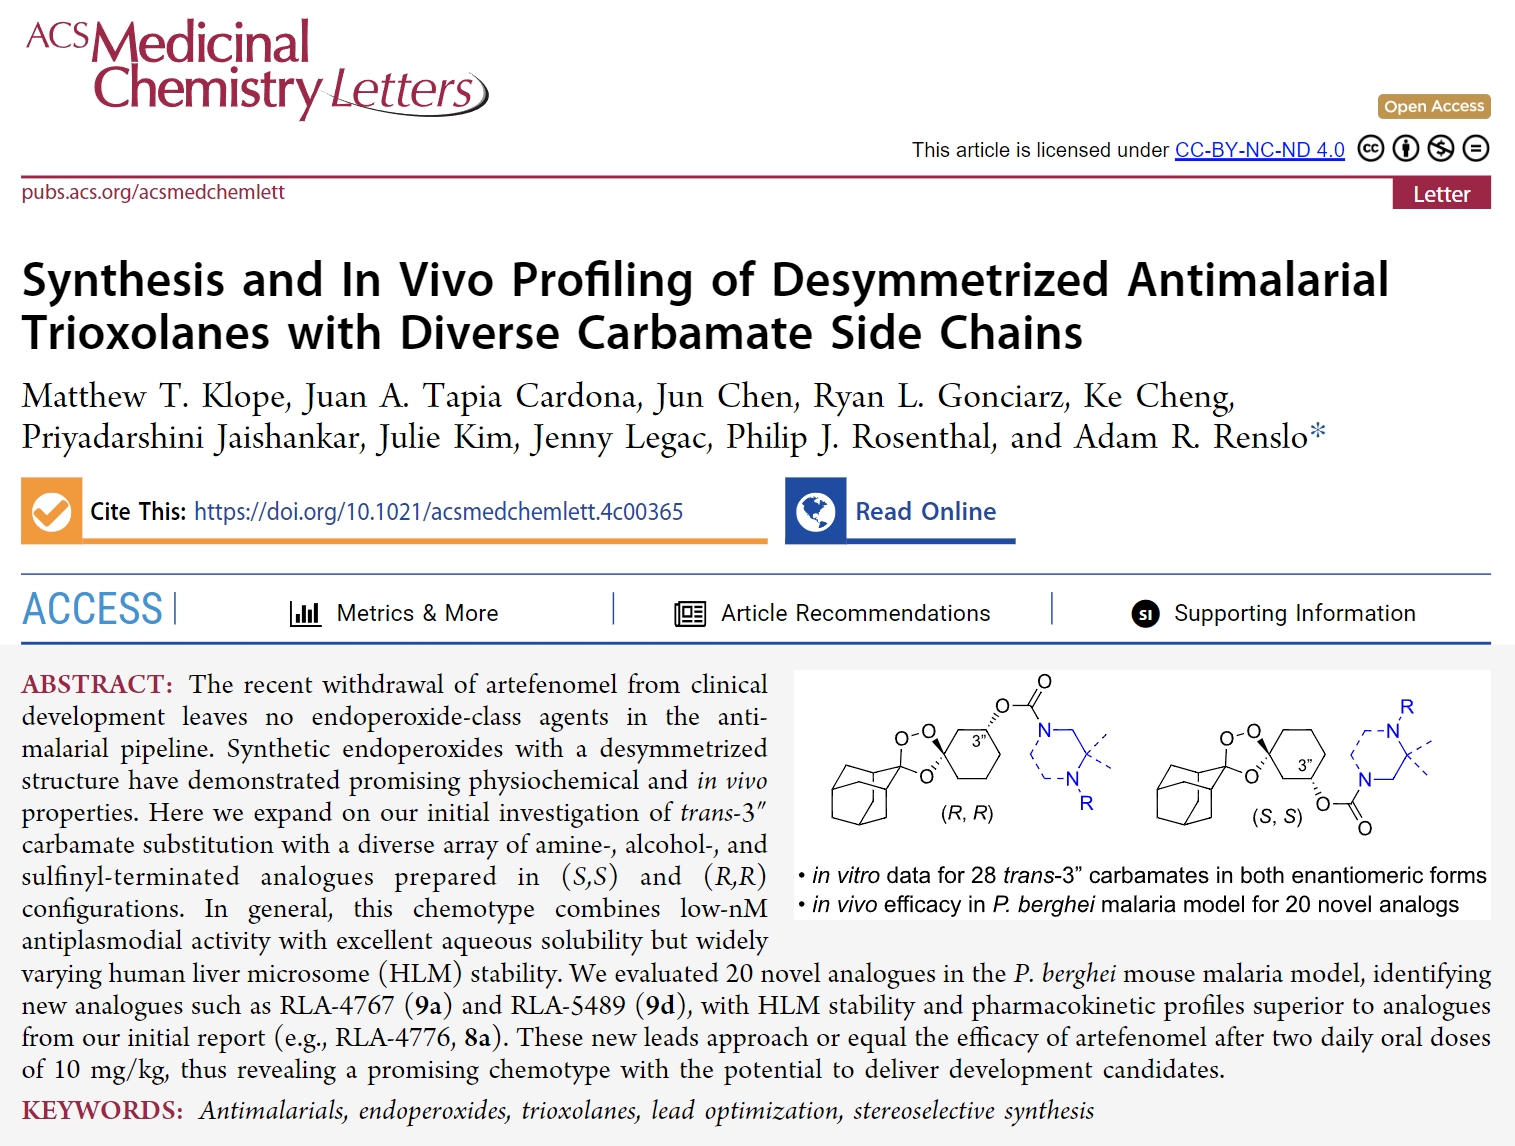 ACS Medicinal
Chemistry Letters
Open Access
This article is licensed under CC-BY-NC-ND 4.0
pubs.acs.org/acsmedchemlett
Letter
Synthesis and In Vivo Profiling of Desymmetrized Antimalarial
Trioxolanes with Diverse Carbamate Side Chains
Matthew T. Klope, Juan A. Tapia Cardona, Jun Chen, Ryan L. Gonciarz, Ke Cheng,
Priyadarshini Jaishankar, Julie Kim, Jenny Legac, Philip J. Rosenthal, and Adam R. Renslo*
Cite This: https://doi.org/10.1021/acsmedchemlett.4c00365
Read Online
ACCESS
Metrics & More
Article Recommendations
SI Supporting Information
ABSTRACT: The recent withdrawal of artefenomel from clinical
development leaves no endoperoxide-class agents in the anti-
malarial pipeline. Synthetic endoperoxides with a desymmetrized
structure have demonstrated promising physiochemical and in vivo
properties. Here we expand on our initial investigation of trans-3″
carbamate substitution with a diverse array of amine-, alcohol-, and
sulfinyl-terminated analogues prepared in (S,S) and (R,R)
configurations. In general, this chemotype combines low-nM
antiplasmodial activity with excellent aqueous solubility but widely
varying human liver microsome (HLM) stability. We evaluated 20 novel analogues in the P. berghei mouse malaria model, identifying
new analogues such as RLA-4767 (9a) and RLA-5489 (9d), with HLM stability and pharmacokinetic profiles superior to analogues
from our initial report (e.g., RLA-4776, 8a). These new leads approach or equal the efficacy of artefenomel after two daily oral doses
of 10 mg/kg, thus revealing a promising chemotype with the potential to deliver development candidates.
O
O
O
O
O
3”
N
N
R
(R, R)
R
N
O
O
O
3”
N
O
O
(S, S)
• in vitro data for 28 trans-3” carbamates in both enantiomeric forms
• in vivo efficacy in P. berghei malaria model for 20 novel analogs
KEYWORDS: Antimalarials, endoperoxides, trioxolanes, lead optimization, stereoselective synthesis